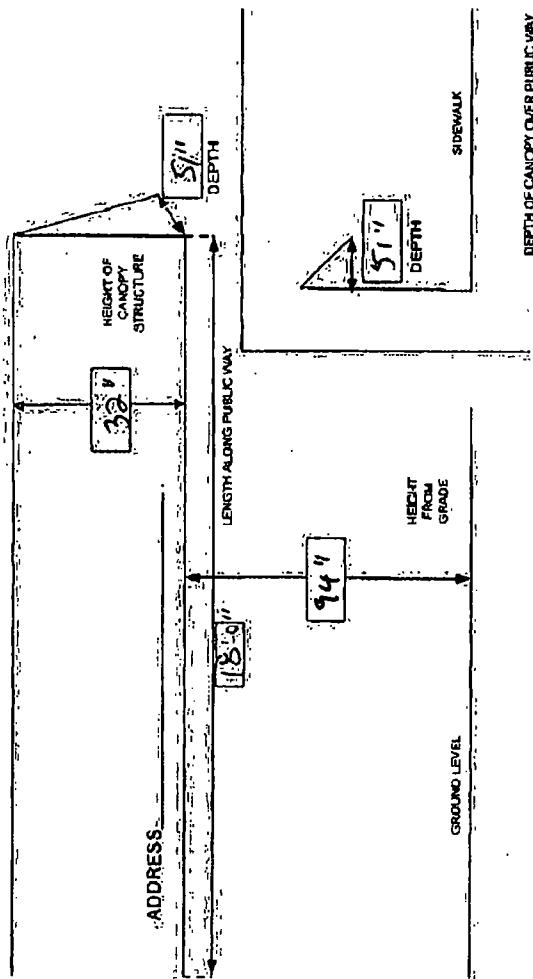 32"
HEIGHT OF
CANOPY
STRUCTURE
51"
DEPTH
ADDRESS
LENGTH ALONG PUBLIC WAY
18-0"
94"
HEIGHT
FROM
GRADE
GROUND LEVEL
51"
DEPTH
SIDEWALK
DEPTH OF CANOPY OVER PUBLIC WAY